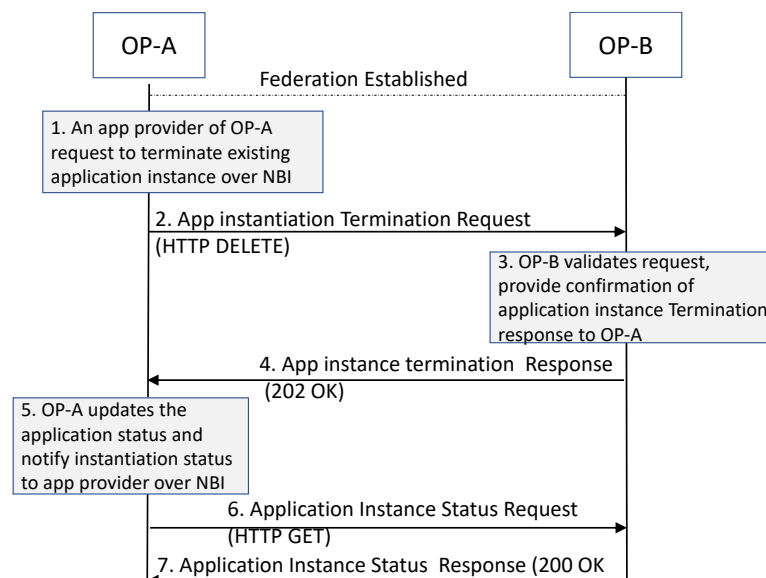 OP-A
OP-B
Federation Established
1. An app provider of OP-A
request to terminate existing
application instance over NBI
2. App instantiation Termination Request
(HTTP DELETE)
3. OP-B validates request,
provide confirmation of
application instance Termination
response to OP-A
4. App instance termination Response
(202 OK)
5. OP-A updates the
application status and
notify instantiation status
to app provider over NBI
6. Application Instance Status Request
(HTTP GET)
7. Application Instance Status Response (200 OK